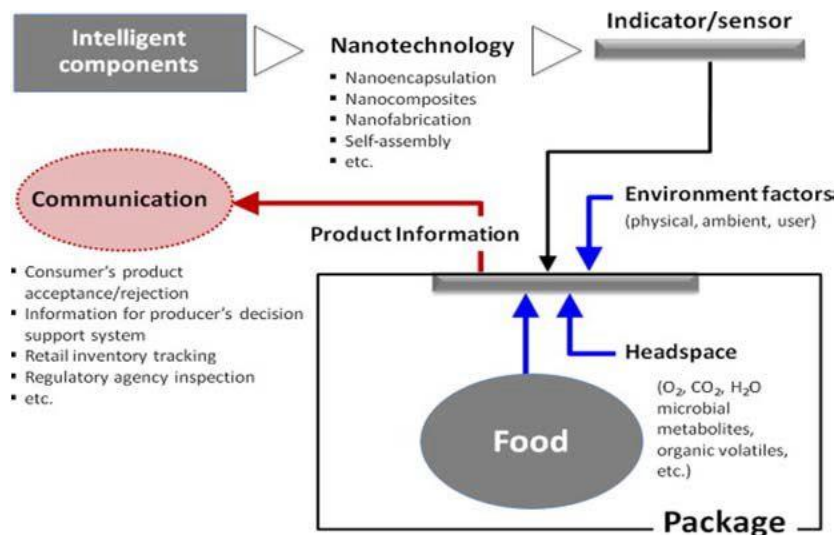 Intelligent
components
Nanotechnology
▪ Nanoencapsulation
▪ Nanocomposites
▪ Nanofabrication
▪ Self-assembly
▪ etc.
Indicator/sensor
Communication
▪ Consumer's product
acceptance/rejection
▪ Information for producer's decision
support system
▪ Retail inventory tracking
▪ Regulatory agency inspection
▪ etc.
Product Information
Environment factors
(physical, ambient, user)
Headspace
(O₂, CO₂, H₂O
microbial
metabolites,
organic volatiles,
etc.)
Food
Package